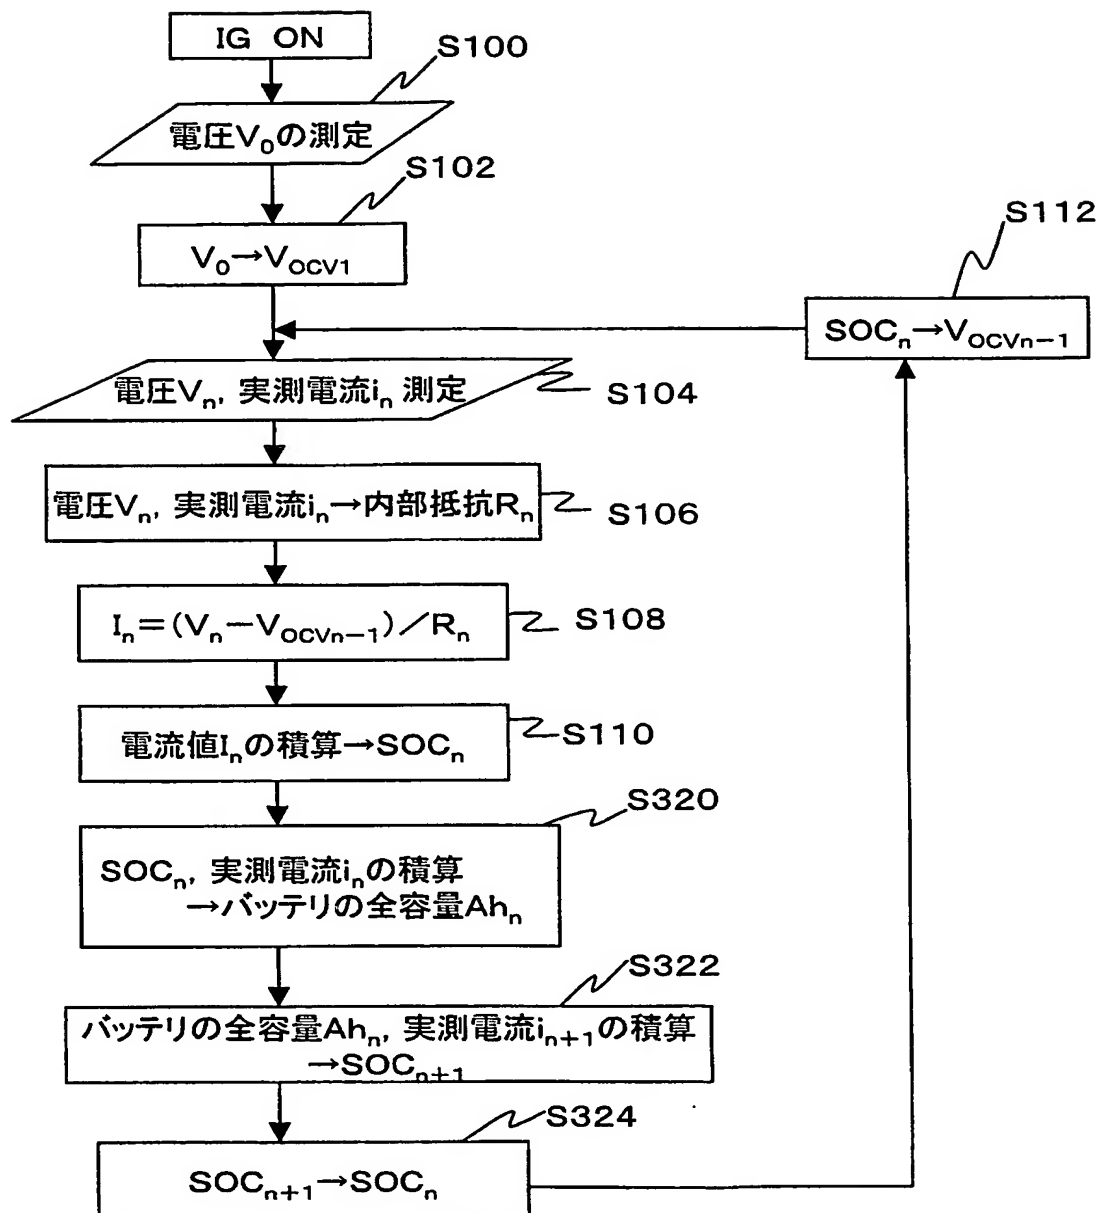 IG ON
S100
電圧V₀の測定
S102
V₀→V_OCV1
S112
SOCₙ→V_OCVn−1
電圧Vₙ, 実測電流iₙ 測定
S104
電圧Vₙ, 実測電流iₙ→内部抵抗Rₙ
S106
Iₙ=(Vₙ−V_OCVn−1)/Rₙ
S108
電流値Iₙの積算→SOCₙ
S110
S320
SOCₙ, 実測電流iₙの積算
→バッテリの全容量Ahₙ
S322
バッテリの全容量Ahₙ, 実測電流iₙ₊₁の積算
→SOCₙ₊₁
S324
SOCₙ₊₁→SOCₙ